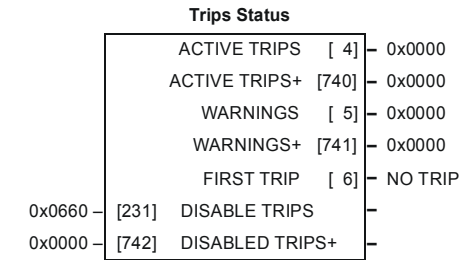 Trips Status
ACTIVE TRIPS [ 4] – 0x0000
ACTIVE TRIPS+ [740] – 0x0000
WARNINGS [ 5] – 0x0000
WARNINGS+ [741] – 0x0000
FIRST TRIP [ 6] – NO TRIP
0x0660 – [231] DISABLE TRIPS –
0x0000 – [742] DISABLED TRIPS+ –